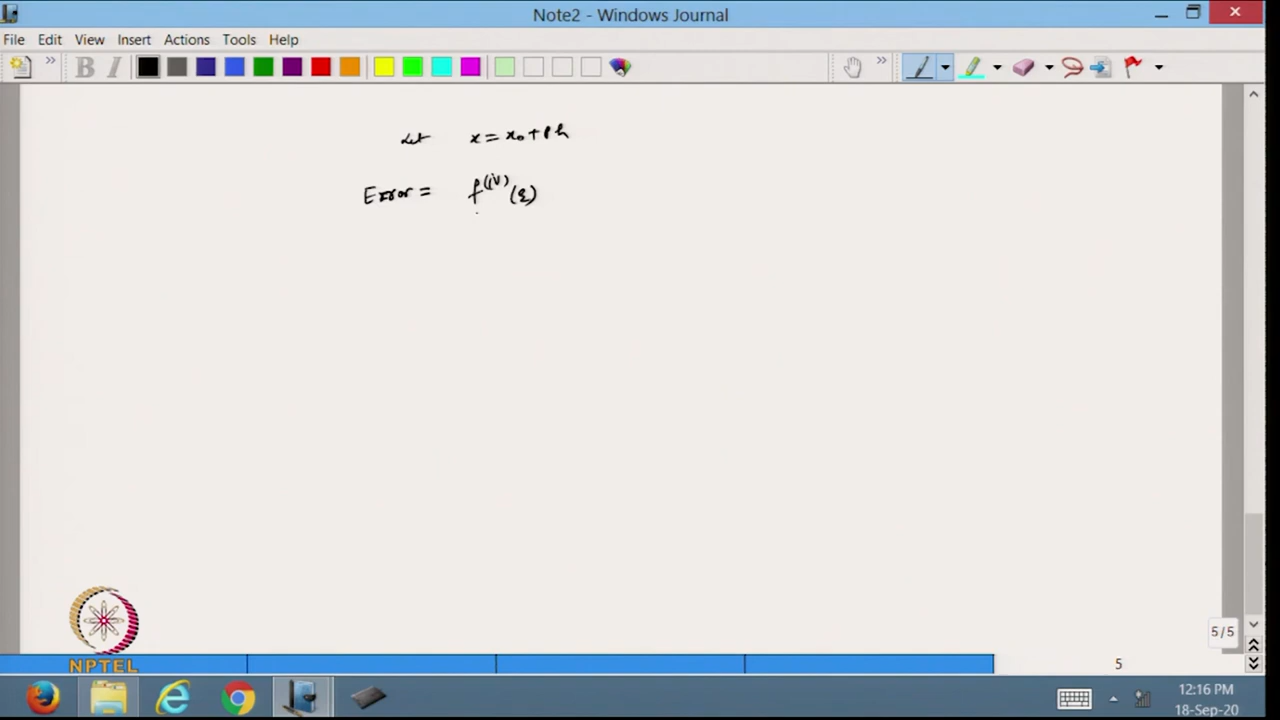 Note2 - Windows Journal
File Edit View Insert Actions Tools Help
B I
Let x = x₀ + ph
Error = f^(iv)(ξ)
5/5
NPTEL
5
12:16 PM
18-Sep-20